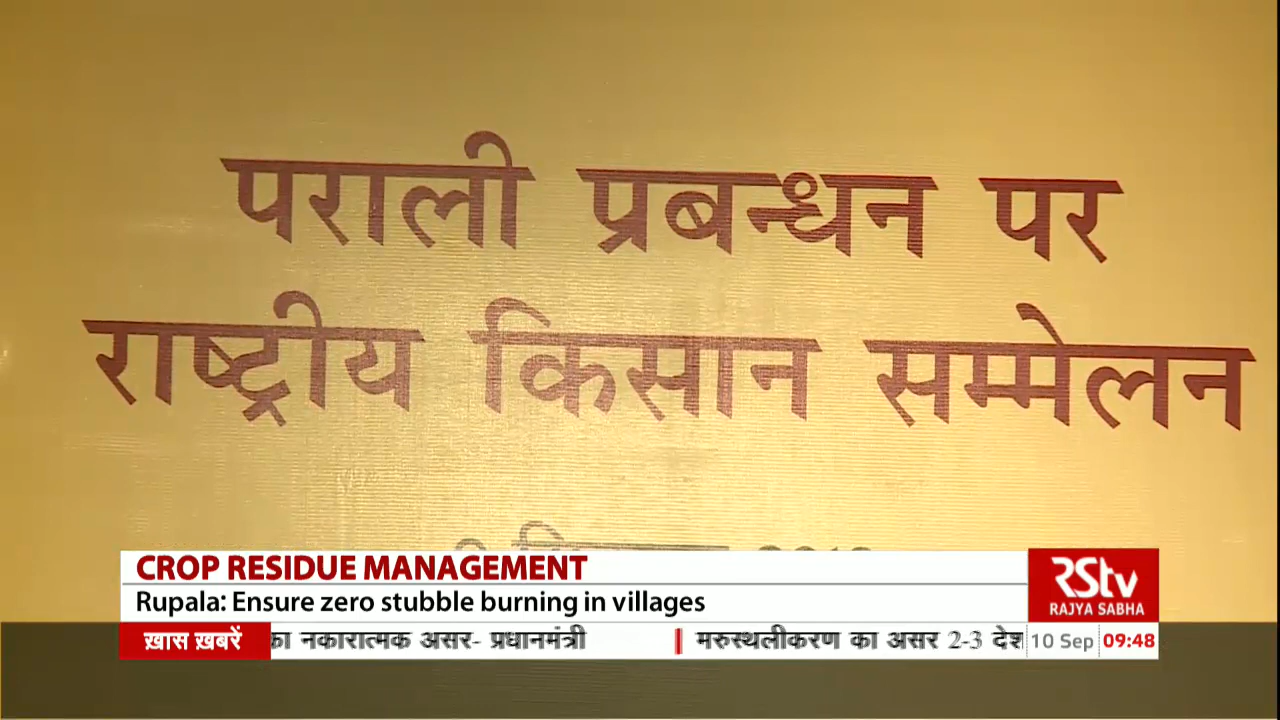 पराली प्रबन्धन पर
राष्ट्रीय किसान सम्मेलन
CROP RESIDUE MANAGEMENT
Rupala: Ensure zero stubble burning in villages
RStv
RAJYA SABHA
ख़ास ख़बरें
का नकारात्मक असर- प्रधानमंत्री
मरुस्थलीकरण का असर 2-3 देश
10 Sep
09:48